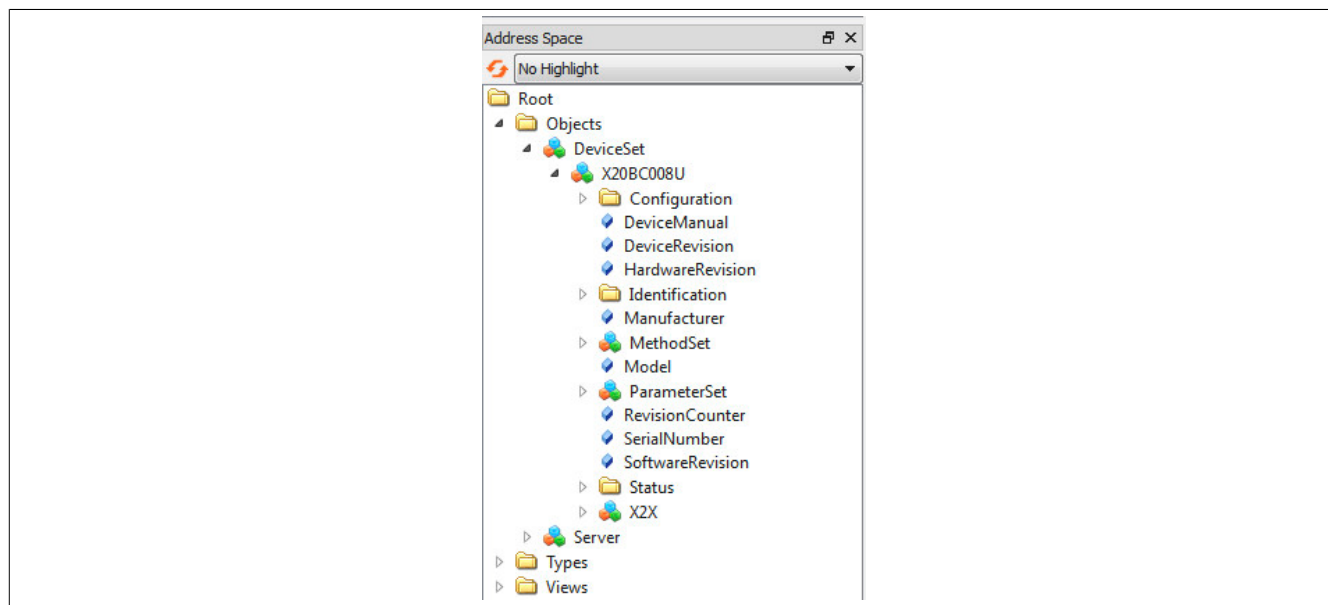 Address Space
No Highlight
Root
Objects
DeviceSet
X20BC008U
Configuration
DeviceManual
DeviceRevision
HardwareRevision
Identification
Manufacturer
MethodSet
Model
ParameterSet
RevisionCounter
SerialNumber
SoftwareRevision
Status
X2X
Server
Types
Views